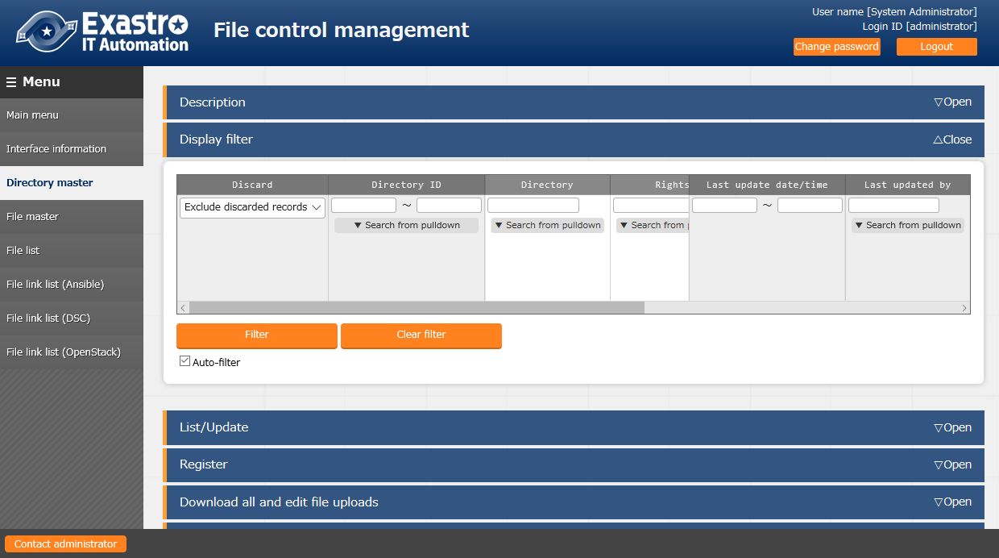 Exastro
IT Automation
File control management
User name [System Administrator]
Login ID [administrator]
Change password
Logout
☰ Menu
Main menu
Interface information
Directory master
File master
File list
File link list (Ansible)
File link list (DSC)
File link list (OpenStack)
Description ▽Open
Display filter △Close
Discard Directory ID Directory Rights Last update date/time Last updated by
Exclude discarded records ~ ~
▼ Search from pulldown ▼ Search from pulldown ▼ Search from p ▼ Search from pulldown
Filter Clear filter
Auto-filter
List/Update ▽Open
Register ▽Open
Download all and edit file uploads ▽Open
Contact administrator